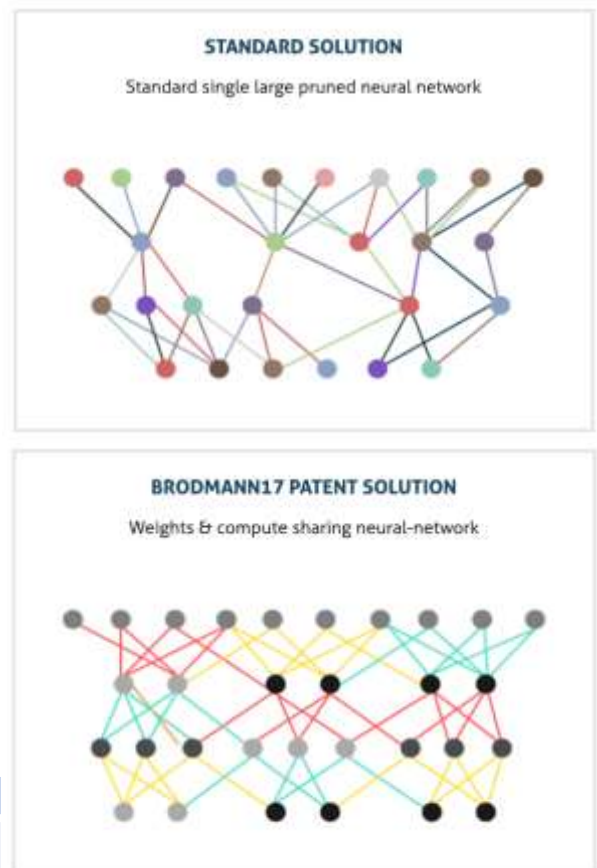 STANDARD SOLUTION
Standard single large pruned neural network
BRODMANN17 PATENT SOLUTION
Weights & compute sharing neural-network